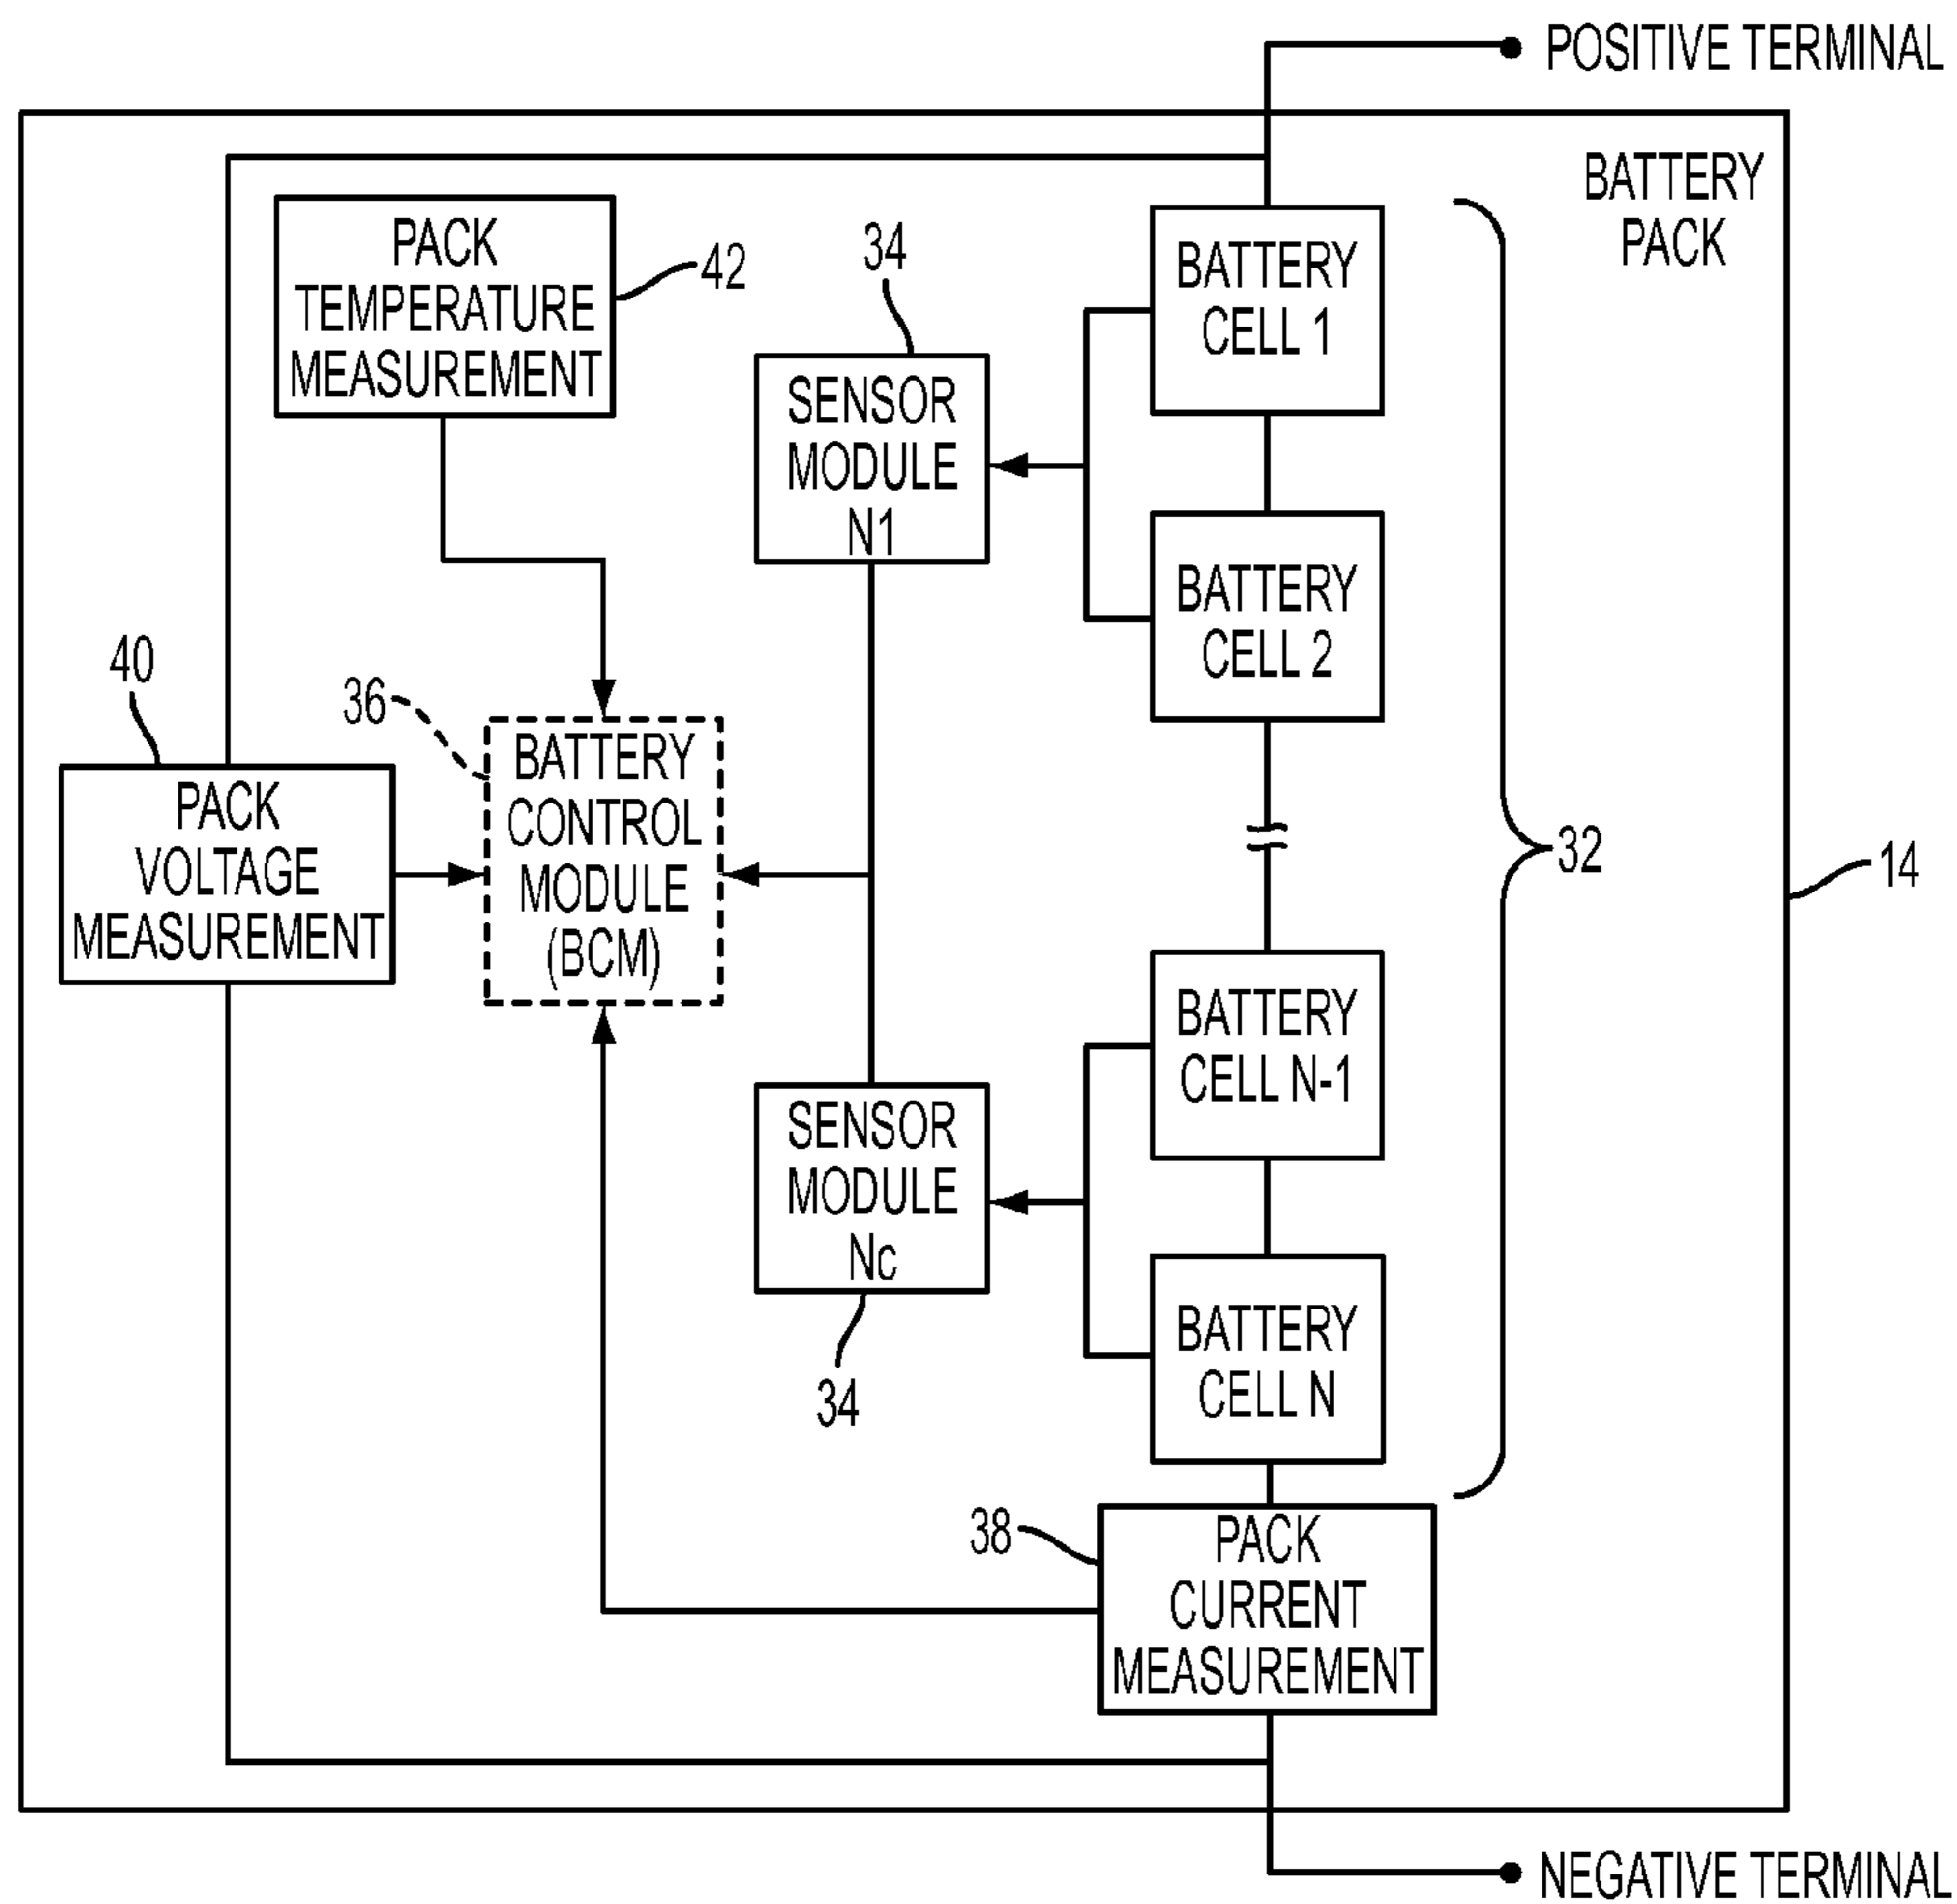 POSITIVE TERMINAL
BATTERY
PACK
PACK
TEMPERATURE
MEASUREMENT
42
34
SENSOR
MODULE
N1
BATTERY
CELL 1
BATTERY
CELL 2
40
36
PACK
VOLTAGE
MEASUREMENT
BATTERY
CONTROL
MODULE
(BCM)
32
14
BATTERY
CELL N-1
SENSOR
MODULE
Nc
34
BATTERY
CELL N
38
PACK
CURRENT
MEASUREMENT
NEGATIVE TERMINAL